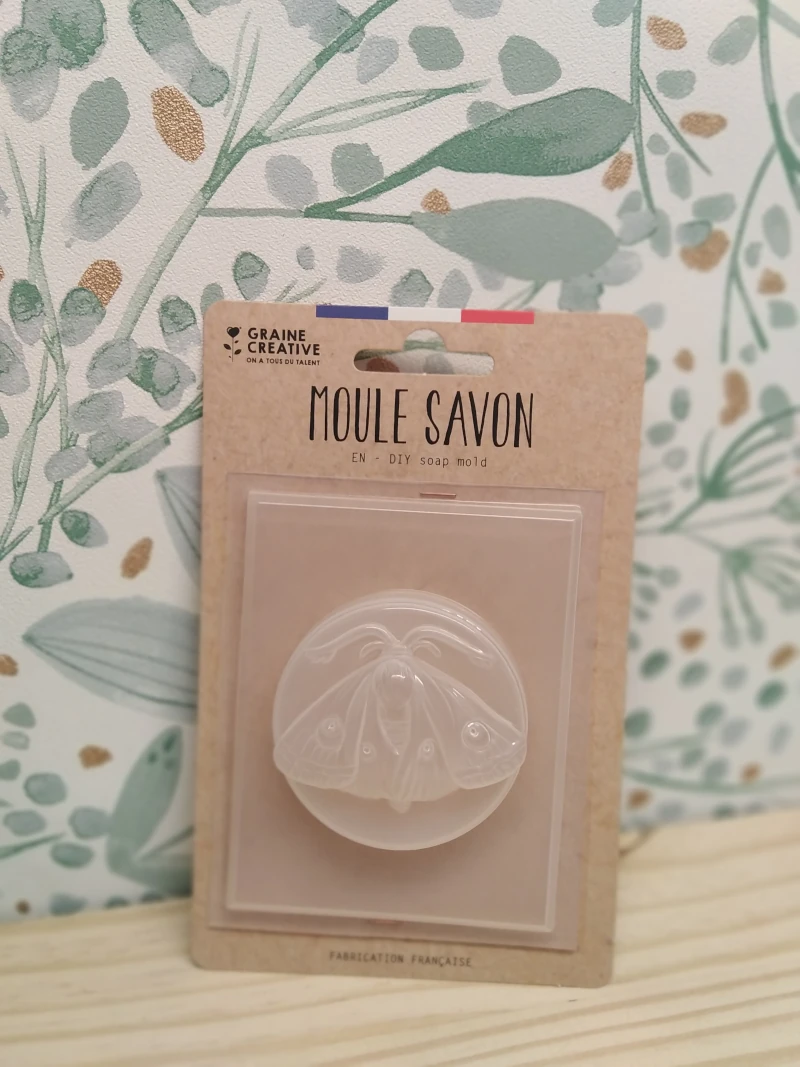 GRAINE
CREATIVE
ON A TOUS DU TALENT
MOULE SAVON
EN - DIY soap mold
FABRICATION FRANÇAISE